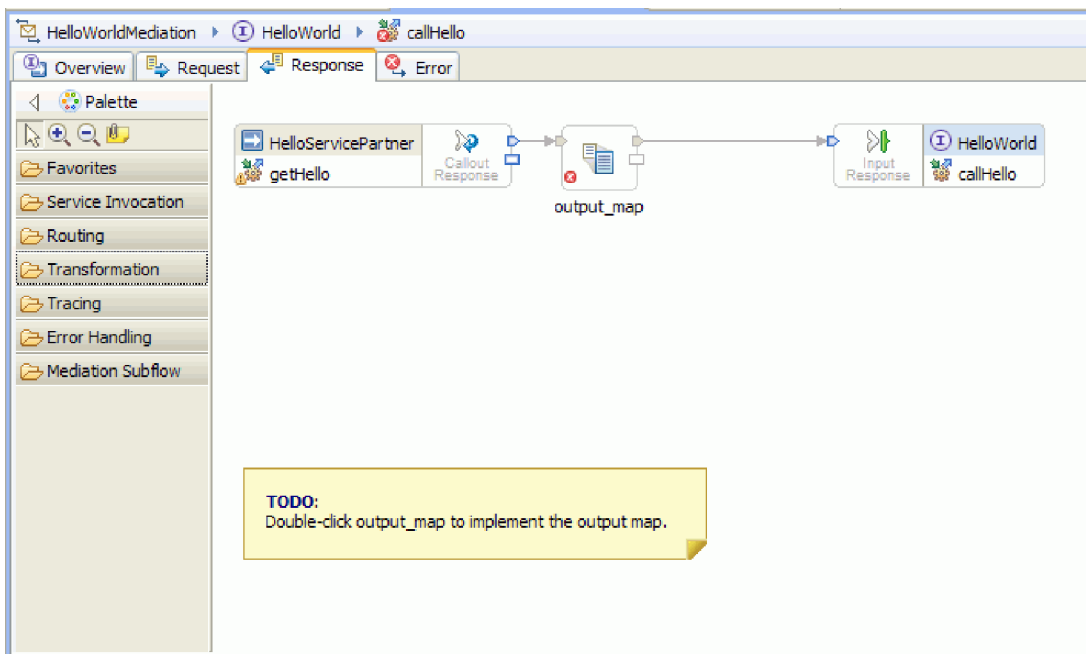 HelloWorldMediation HelloWorld callHello
Overview Request Response Error
Palette
Favorites
Service Invocation
Routing
Transformation
Tracing
Error Handling
Mediation Subflow
HelloServicePartner
getHello
Callout
Response
output_map
Input
Response
HelloWorld
callHello
TODO:
Double-click output_map to implement the output map.